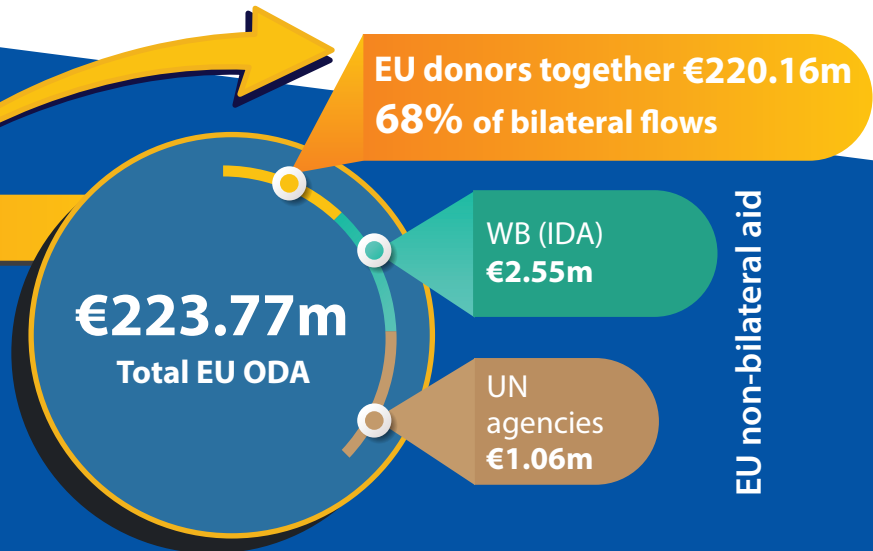 EU donors together €220.16m
68% of bilateral flows
WB (IDA)
€2.55m
€223.77m
Total EU ODA
UN
agencies
€1.06m
EU non-bilateral aid